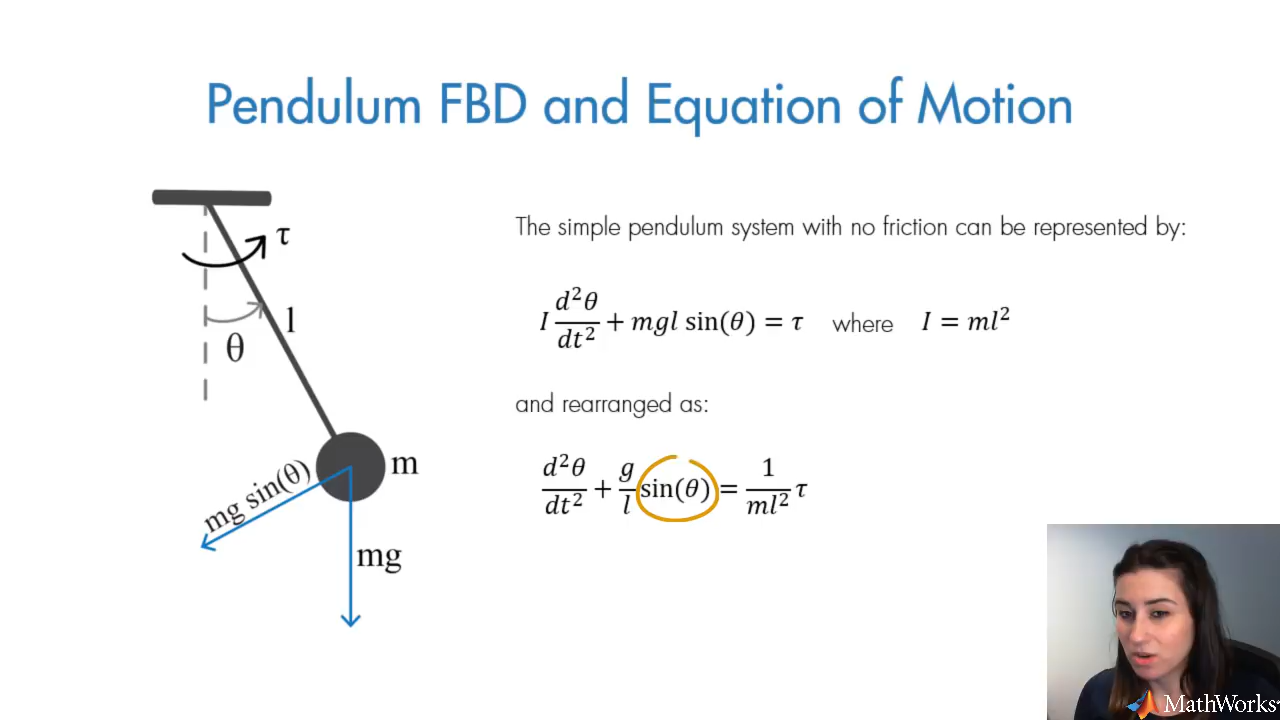 Pendulum FBD and Equation of Motion
The simple pendulum system with no friction can be represented by:
τ
θ
l
I d²θ/dt² + mgl sin(θ) = τ where I = ml²
and rearranged as:
m
mg sin(θ)
mg
d²θ/dt² + g/l sin(θ) = 1/ml² τ
MathWorks